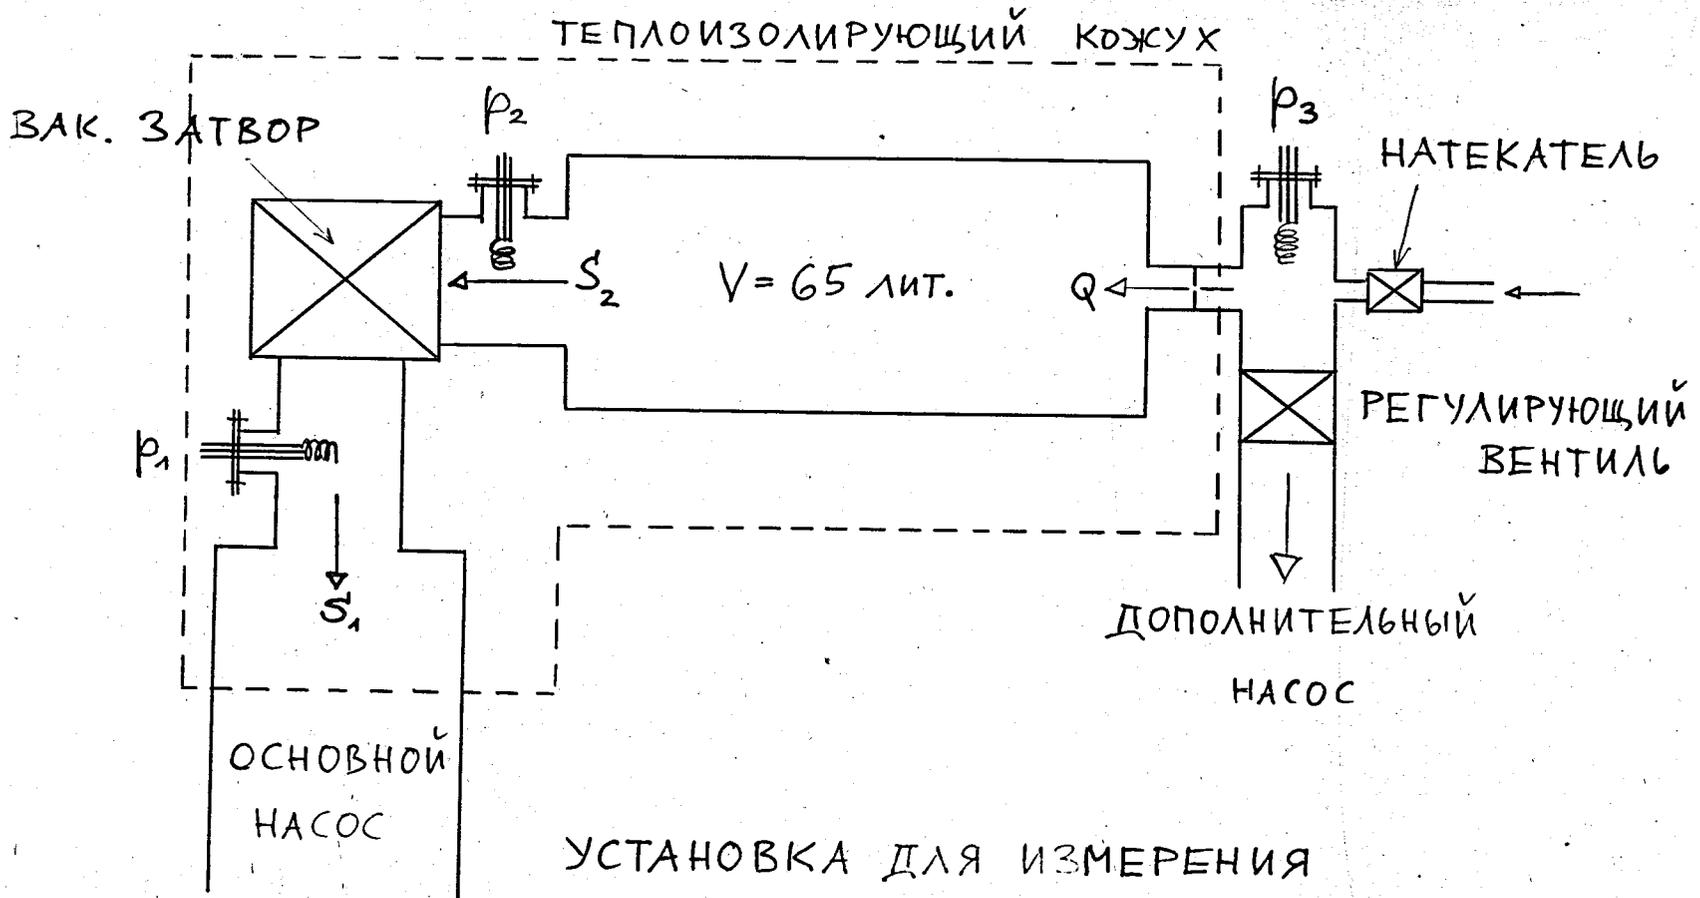 ТЕПЛОИЗОЛИРУЮЩИЙ КОЖУХ
ВАК. ЗАТВОР
p₂
p₃
НАТЕКАТЕЛЬ
S₂
V = 65 лит.
Q
p₁
РЕГУЛИРУЮЩИЙ
ВЕНТИЛЬ
S₁
ДОПОЛНИТЕЛЬНЫЙ
НАСОС
ОСНОВНОЙ
НАСОС
УСТАНОВКА ДЛЯ ИЗМЕРЕНИЯ